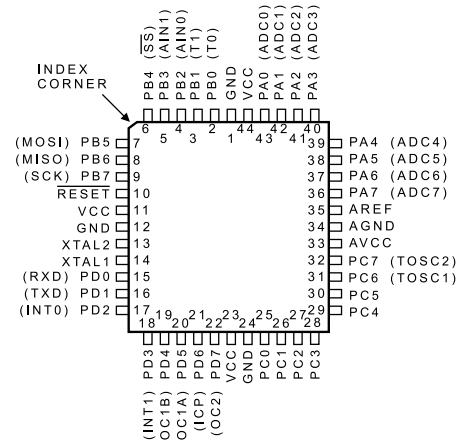 INDEX
CORNER
PB4 (SS)
PB3 (AIN1)
PB2 (AIN0)
PB1 (T1)
PB0 (T0)
GND
VCC
PA0 (ADC0)
PA1 (ADC1)
PA2 (ADC2)
PA3 (ADC3)
6 5 4 3 2 1 44 43 42 41 40
(MOSI) PB5 7
(MISO) PB6 8
(SCK) PB7 9
RESET 10
VCC 11
GND 12
XTAL2 13
XTAL1 14
(RXD) PD0 15
(TXD) PD1 16
(INT0) PD2 17
39 PA4 (ADC4)
38 PA5 (ADC5)
37 PA6 (ADC6)
36 PA7 (ADC7)
35 AREF
34 AGND
33 AVCC
32 PC7 (TOSC2)
31 PC6 (TOSC1)
30 PC5
29 PC4
18 19 20 21 22 23 24 25 26 27 28
(INT1) PD3
OC1B) PD4
OC1A) PD5
(ICP) PD6
(OC2) PD7
VCC
GND
PC0
PC1
PC2
PC3